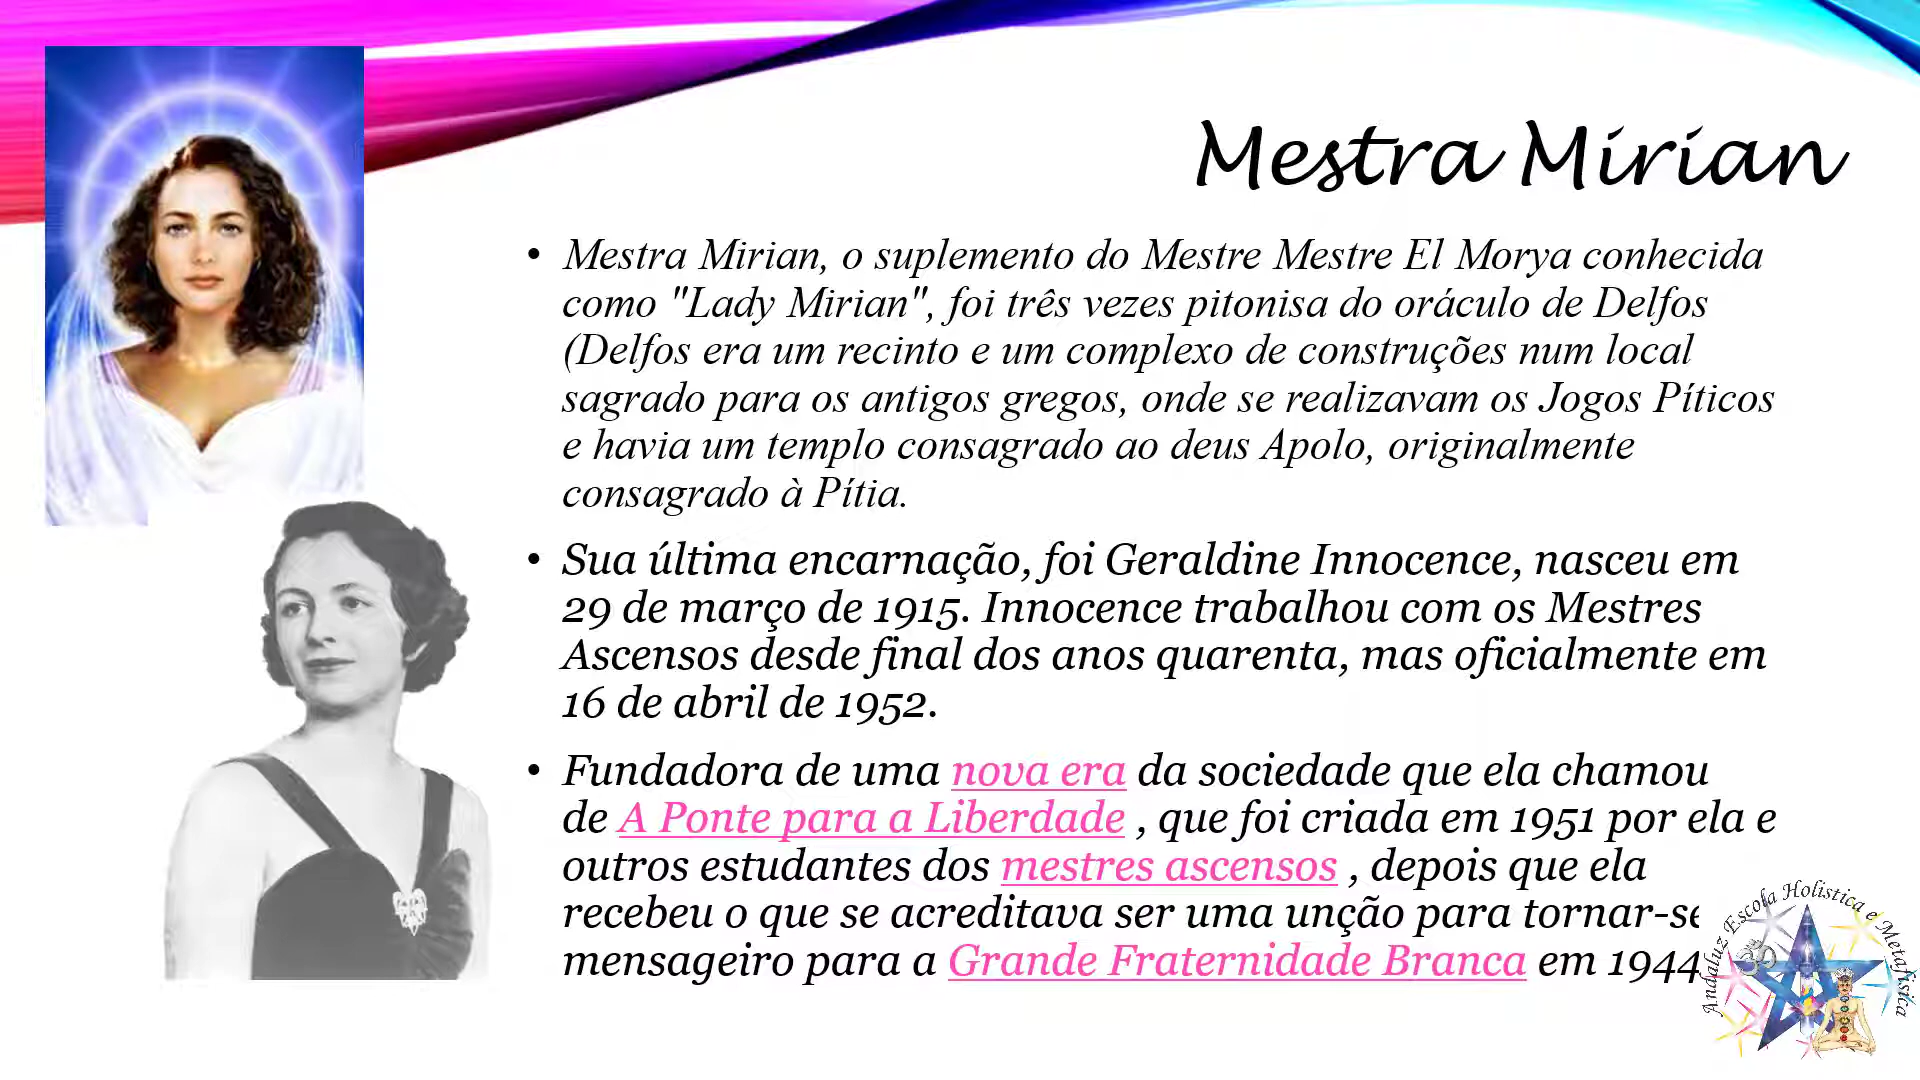 Mestra Mirian
• Mestra Mirian, o suplemento do Mestre Mestre El Morya conhecida
como "Lady Mirian", foi três vezes pitonisa do oráculo de Delfos
(Delfos era um recinto e um complexo de construções num local
sagrado para os antigos gregos, onde se realizavam os Jogos Píticos
e havia um templo consagrado ao deus Apolo, originalmente
consagrado à Pítia.
• Sua última encarnação, foi Geraldine Innocence, nasceu em
29 de março de 1915. Innocence trabalhou com os Mestres
Ascensos desde final dos anos quarenta, mas oficialmente em
16 de abril de 1952.
• Fundadora de uma nova era da sociedade que ela chamou
de A Ponte para a Liberdade , que foi criada em 1951 por ela e
outros estudantes dos mestres ascensos , depois que ela
recebeu o que se acreditava ser uma unção para tornar-se
mensageiro para a Grande Fraternidade Branca em 1944
Andaluz Escola Holistica e Metafisica